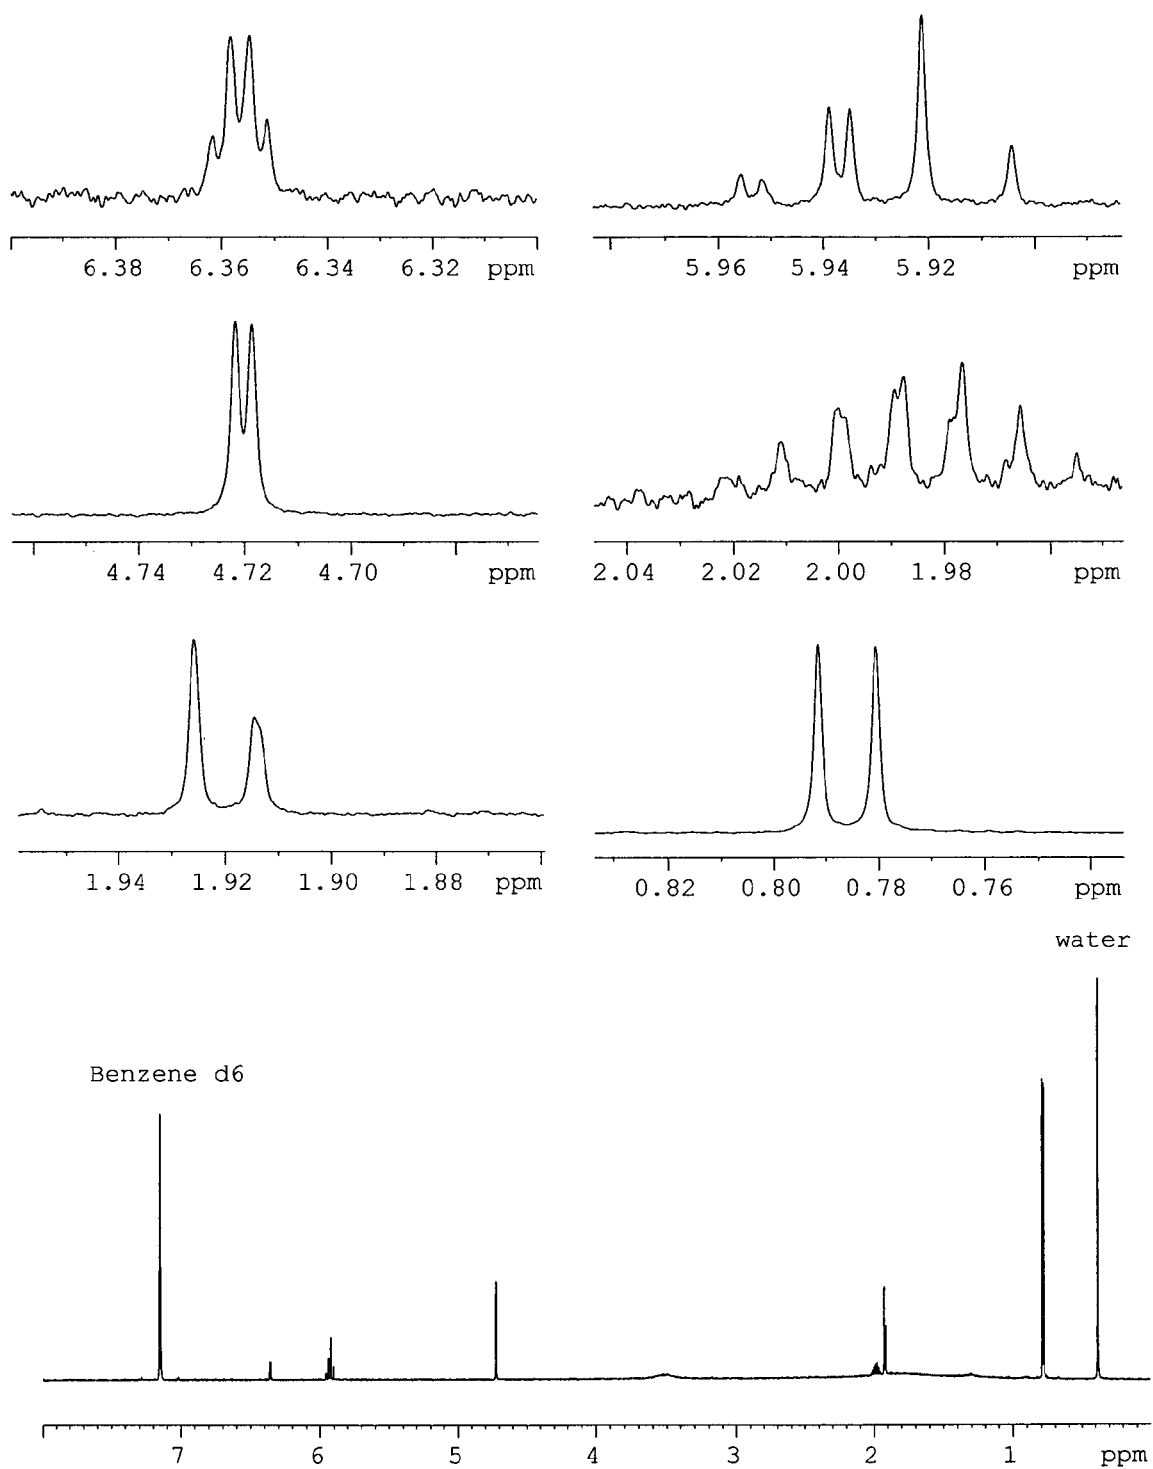 6.38 6.36 6.34 6.32 ppm
5.96 5.94 5.92 ppm
4.74 4.72 4.70 ppm
2.04 2.02 2.00 1.98 ppm
1.94 1.92 1.90 1.88 ppm
0.82 0.80 0.78 0.76 ppm
water
Benzene d6
7 6 5 4 3 2 1 ppm